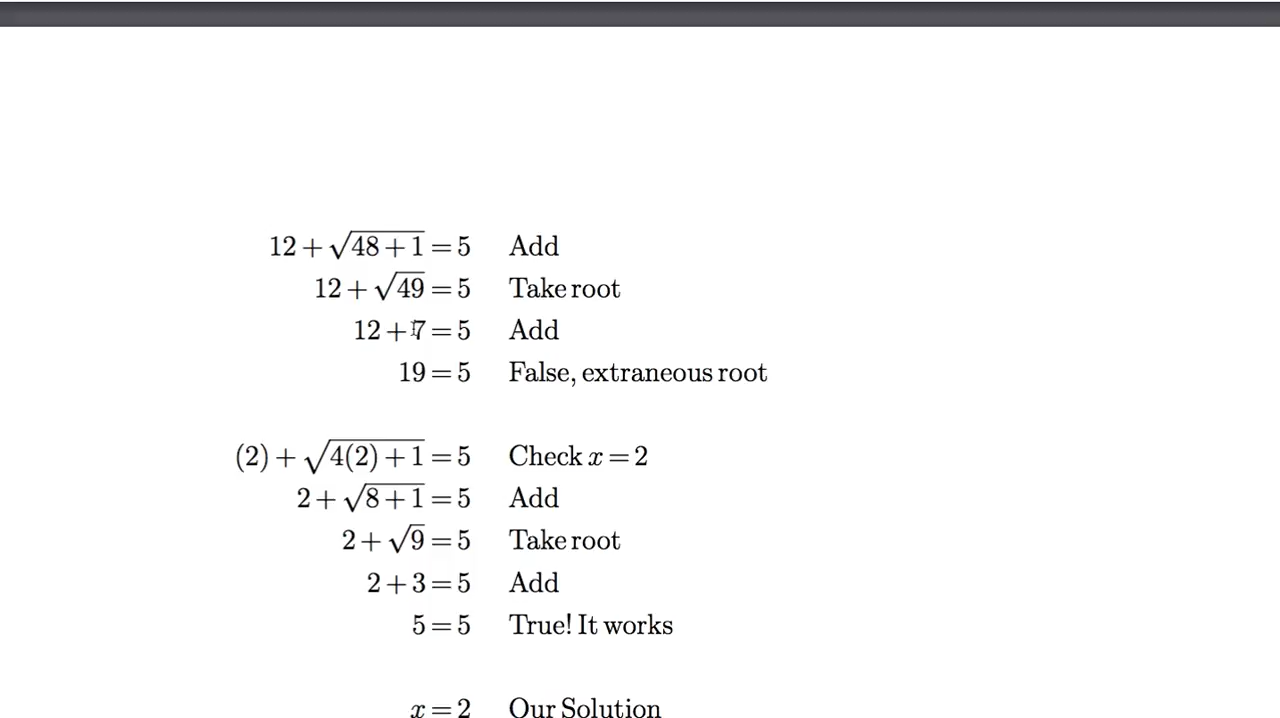 12 + √48 + 1 = 5 Add
12 + √49 = 5 Take root
12 + 7 = 5 Add
19 = 5 False, extraneous root
(2) + √4(2) + 1 = 5 Check x = 2
2 + √8 + 1 = 5 Add
2 + √9 = 5 Take root
2 + 3 = 5 Add
5 = 5 True! It works
x = 2 Our Solution